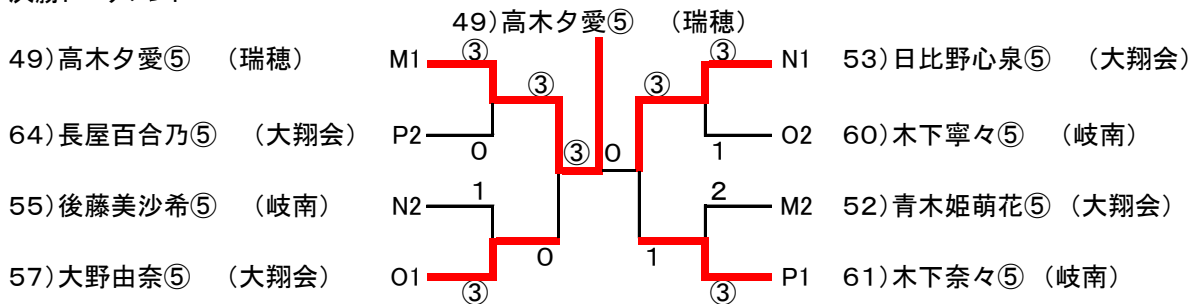 49)高木夕愛⑤ (瑞穂)
49)高木夕愛⑤ (瑞穂) M1 ③ ③ N1 53)日比野心泉⑤ (大翔会)
③ ③
64)長屋百合乃⑤ (大翔会) P2 0 1 O2 60)木下寧々⑤ (岐南)
③ 0
55)後藤美沙希⑤ (岐南) N2 1 2 M2 52)青木姫萌花⑤ (大翔会)
0 1
57)大野由奈⑤ (大翔会) O1 ③ ③ P1 61)木下奈々⑤ (岐南)